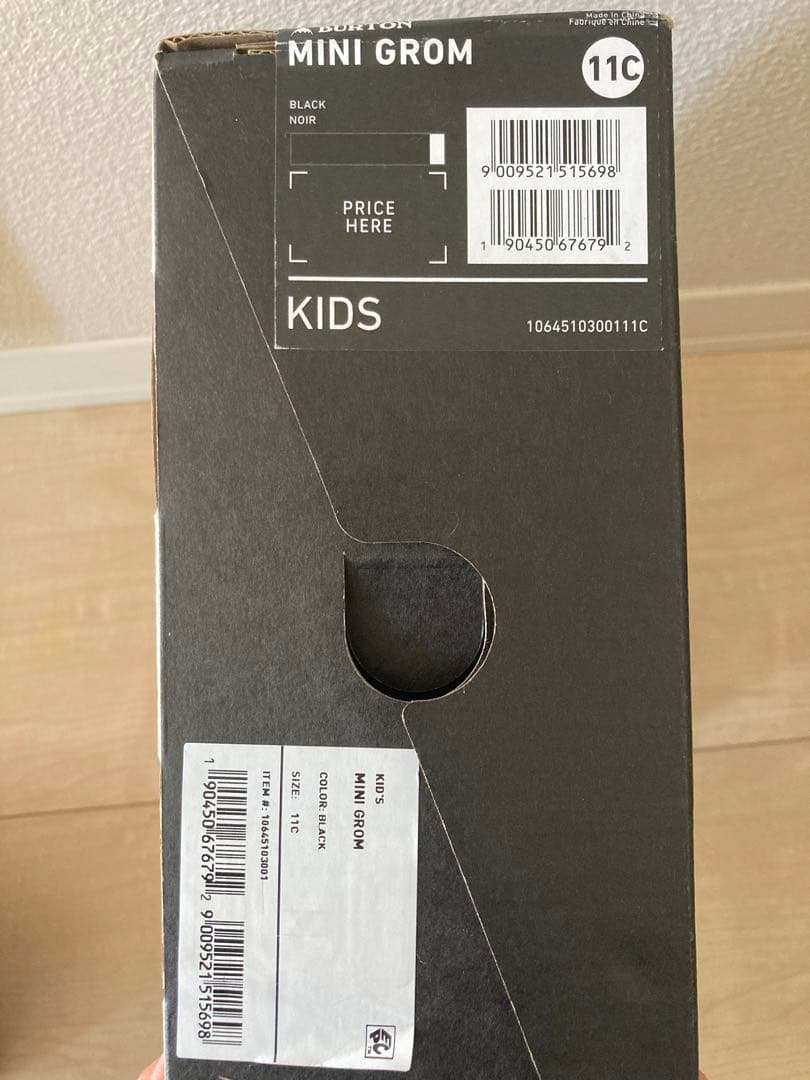 BURTON
Made in China
Fabriqué en Chine
MINI GROM
11C
BLACK
NOIR
9 009521 515698
PRICE
HERE
1 90450 67679 2
KIDS
1064510300111C
KID'S
MINI GROM
COLOR: BLACK
SIZE: 11C
ITEM #: 10645103001
1 90450 67679 2
9 009521 515698